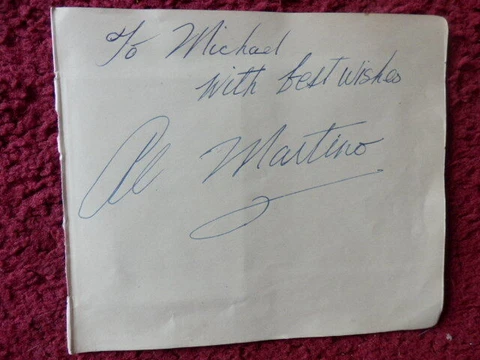 To Michael
with best wishes
Al Martino